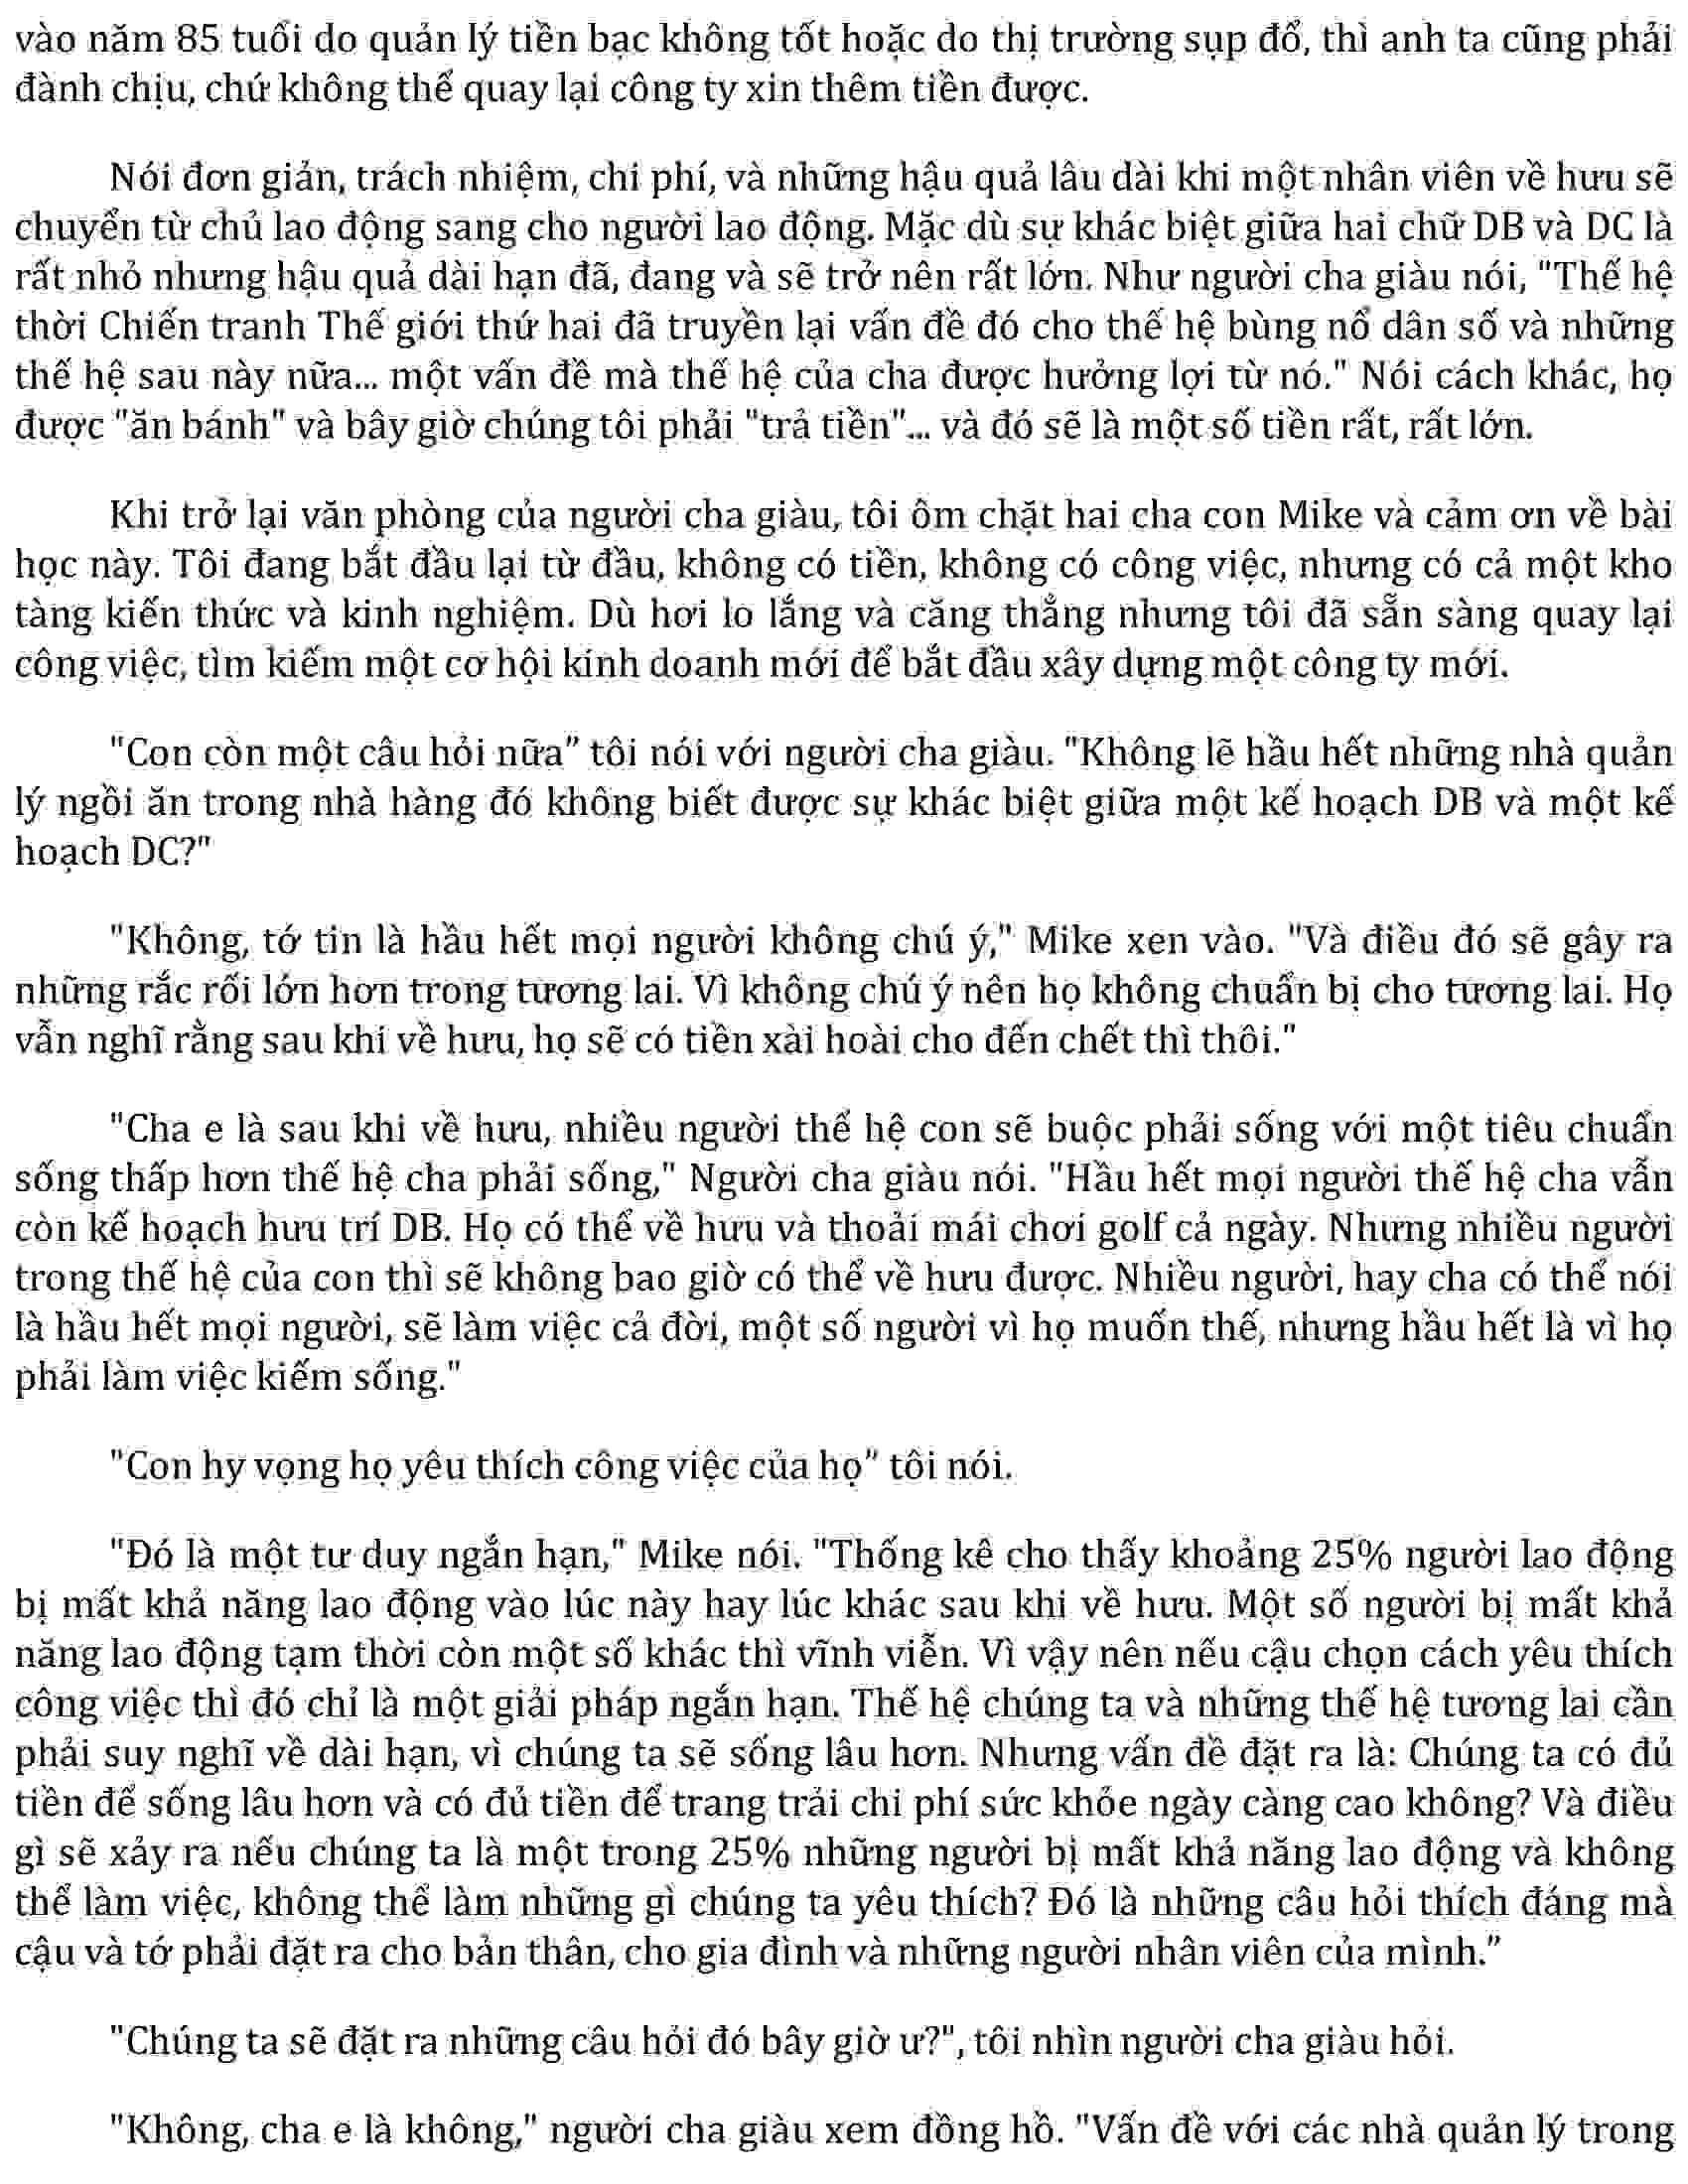 vào năm 85 tuổi do quản lý tiền bạc không tốt hoặc do thị trường sụp đổ, thì anh ta cũng phải
đành chịu, chứ không thể quay lại công ty xin thêm tiền được.
Nói đơn giản, trách nhiệm, chi phí, và những hậu quả lâu dài khi một nhân viên về hưu sẽ
chuyển từ chủ lao động sang cho người lao động. Mặc dù sự khác biệt giữa hai chữ DB và DC là
rất nhỏ nhưng hậu quả dài hạn đã, đang và sẽ trở nên rất lớn. Như người cha giàu nói, "Thế hệ
thời Chiến tranh Thế giới thứ hai đã truyền lại vấn đề đó cho thế hệ bùng nổ dân số và những
thế hệ sau này nữa... một vấn đề mà thế hệ của cha được hưởng lợi từ nó." Nói cách khác, họ
được "ăn bánh" và bây giờ chúng tôi phải "trả tiền"... và đó sẽ là một số tiền rất, rất lớn.
Khi trở lại văn phòng của người cha giàu, tôi ôm chặt hai cha con Mike và cảm ơn về bài
học này. Tôi đang bắt đầu lại từ đầu, không có tiền, không có công việc, nhưng có cả một kho
tàng kiến thức và kinh nghiệm. Dù hơi lo lắng và căng thẳng nhưng tôi đã sẵn sàng quay lại
công việc, tìm kiếm một cơ hội kinh doanh mới để bắt đầu xây dựng một công ty mới.
"Con còn một câu hỏi nữa” tôi nói với người cha giàu. "Không lẽ hầu hết những nhà quản
lý ngồi ăn trong nhà hàng đó không biết được sự khác biệt giữa một kế hoạch DB và một kế
hoạch DC?"
"Không, tớ tin là hầu hết mọi người không chú ý," Mike xen vào. "Và điều đó sẽ gây ra
những rắc rối lớn hơn trong tương lai. Vì không chú ý nên họ không chuẩn bị cho tương lai. Họ
vẫn nghĩ rằng sau khi về hưu, họ sẽ có tiền xài hoài cho đến chết thì thôi."
"Cha e là sau khi về hưu, nhiều người thế hệ con sẽ buộc phải sống với một tiêu chuẩn
sống thấp hơn thế hệ cha phải sống," Người cha giàu nói. "Hầu hết mọi người thế hệ cha vẫn
còn kế hoạch hưu trí DB. Họ có thể về hưu và thoải mái chơi golf cả ngày. Nhưng nhiều người
trong thế hệ của con thì sẽ không bao giờ có thể về hưu được. Nhiều người, hay cha có thể nói
là hầu hết mọi người, sẽ làm việc cả đời, một số người vì họ muốn thế, nhưng hầu hết là vì họ
phải làm việc kiếm sống."
"Con hy vọng họ yêu thích công việc của họ” tôi nói.
"Đó là một tư duy ngắn hạn," Mike nói. "Thống kê cho thấy khoảng 25% người lao động
bị mất khả năng lao động vào lúc này hay lúc khác sau khi về hưu. Một số người bị mất khả
năng lao động tạm thời còn một số khác thì vĩnh viễn. Vì vậy nên nếu cậu chọn cách yêu thích
công việc thì đó chỉ là một giải pháp ngắn hạn. Thế hệ chúng ta và những thế hệ tương lai cần
phải suy nghĩ về dài hạn, vì chúng ta sẽ sống lâu hơn. Nhưng vấn đề đặt ra là: Chúng ta có đủ
tiền để sống lâu hơn và có đủ tiền để trang trải chi phí sức khỏe ngày càng cao không? Và điều
gì sẽ xảy ra nếu chúng ta là một trong 25% những người bị mất khả năng lao động và không
thể làm việc, không thể làm những gì chúng ta yêu thích? Đó là những câu hỏi thích đáng mà
cậu và tớ phải đặt ra cho bản thân, cho gia đình và những người nhân viên của mình.”
"Chúng ta sẽ đặt ra những câu hỏi đó bây giờ ư?", tôi nhìn người cha giàu hỏi.
"Không, cha e là không," người cha giàu xem đồng hồ. "Vấn đề với các nhà quản lý trong